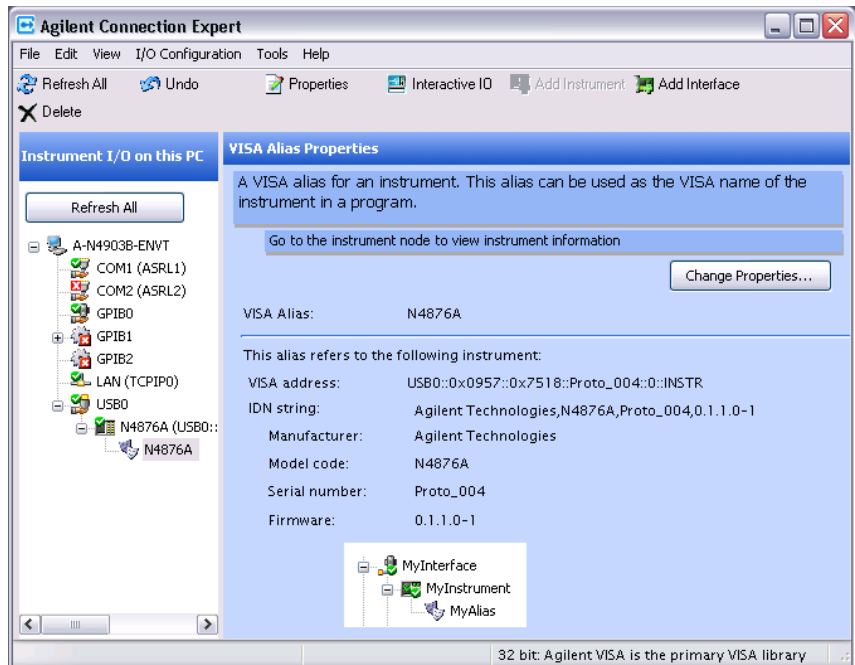 Agilent Connection Expert
File Edit View I/O Configuration Tools Help
Refresh All Undo Properties Interactive IO Add Instrument Add Interface
Delete
Instrument I/O on this PC
Refresh All
A-N4903B-ENVT
COM1 (ASRL1)
COM2 (ASRL2)
GPIB0
GPIB1
GPIB2
LAN (TCPIP0)
USB0
N4876A (USB0::
N4876A
VISA Alias Properties
A VISA alias for an instrument. This alias can be used as the VISA name of the
instrument in a program.
Go to the instrument node to view instrument information
Change Properties...
VISA Alias: N4876A
This alias refers to the following instrument:
VISA address: USB0::0x0957::0x7518::Proto_004::0::INSTR
IDN string: Agilent Technologies,N4876A,Proto_004,0.1.1.0-1
Manufacturer: Agilent Technologies
Model code: N4876A
Serial number: Proto_004
Firmware: 0.1.1.0-1
MyInterface
MyInstrument
MyAlias
32 bit: Agilent VISA is the primary VISA library